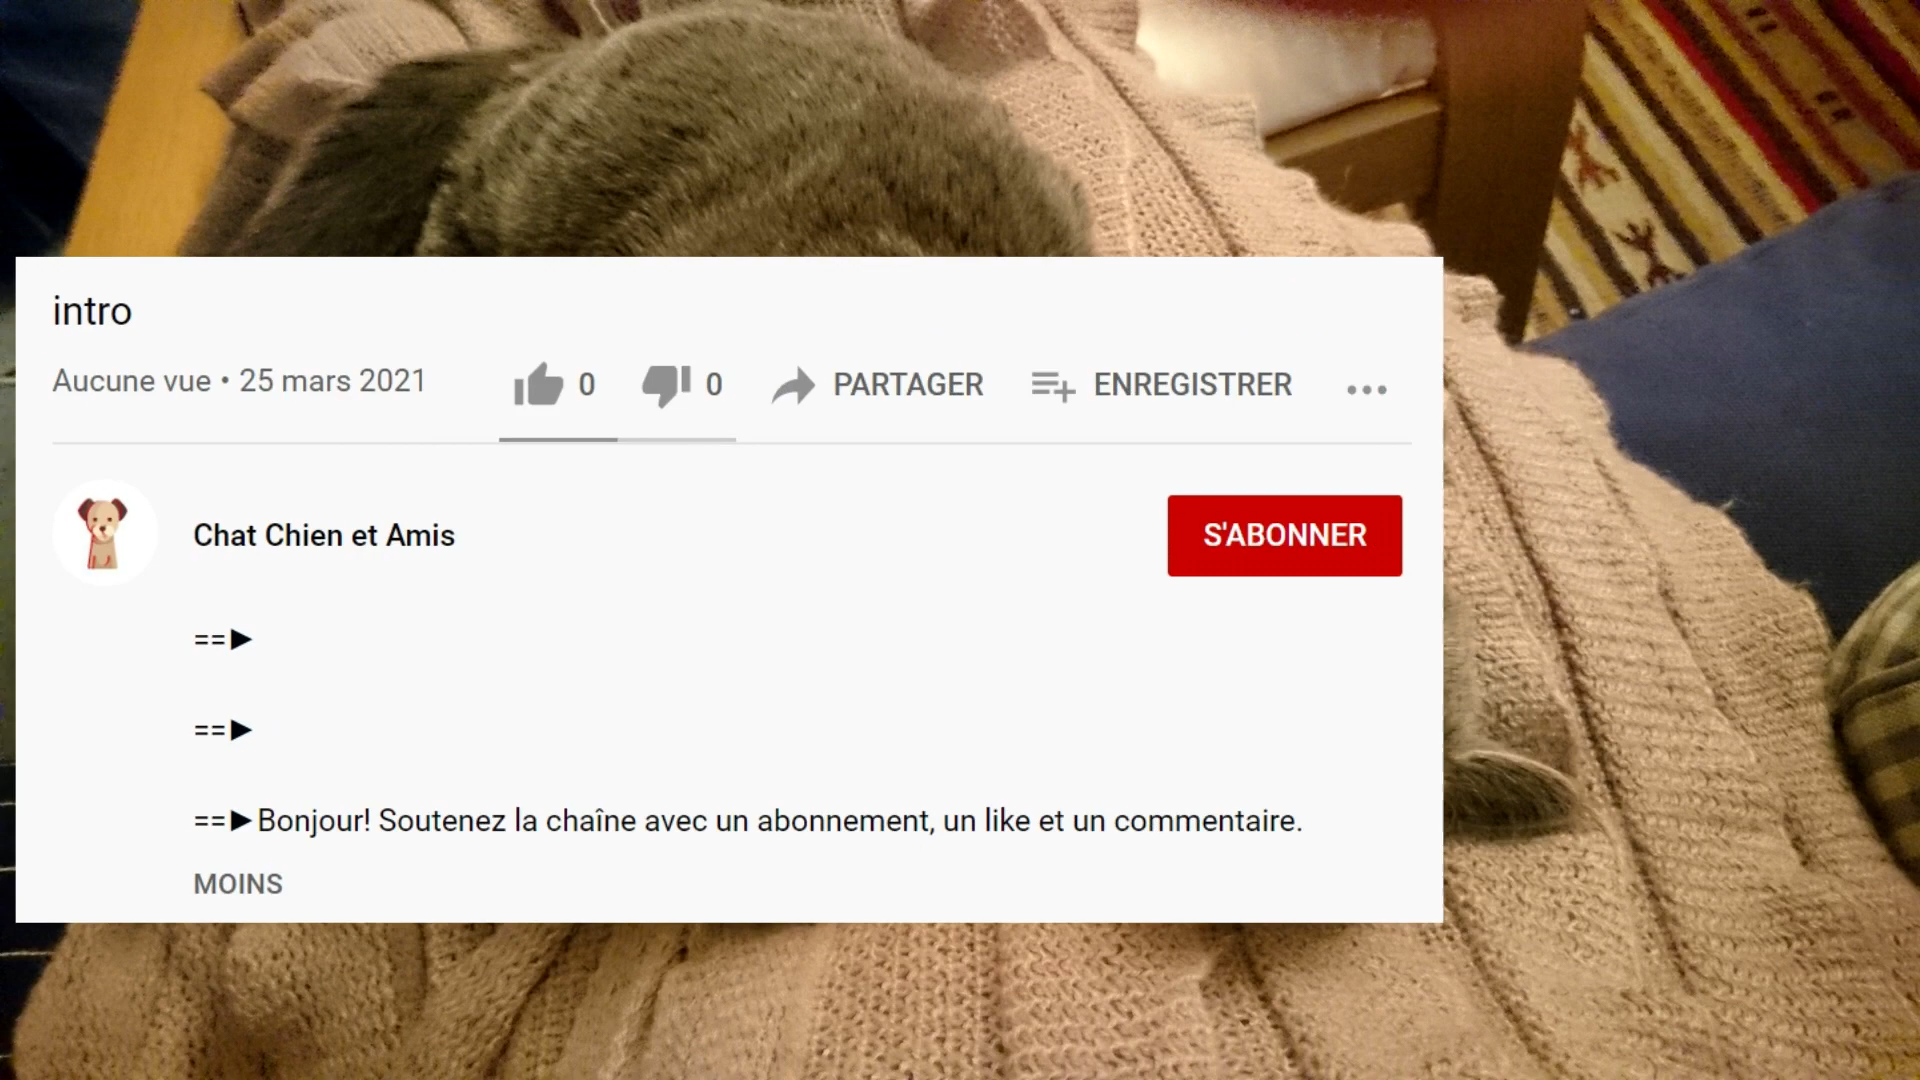 intro
Aucune vue • 25 mars 2021
0
0
PARTAGER
ENREGISTRER
Chat Chien et Amis
S'ABONNER
==►
==►
==►Bonjour! Soutenez la chaîne avec un abonnement, un like et un commentaire.
MOINS